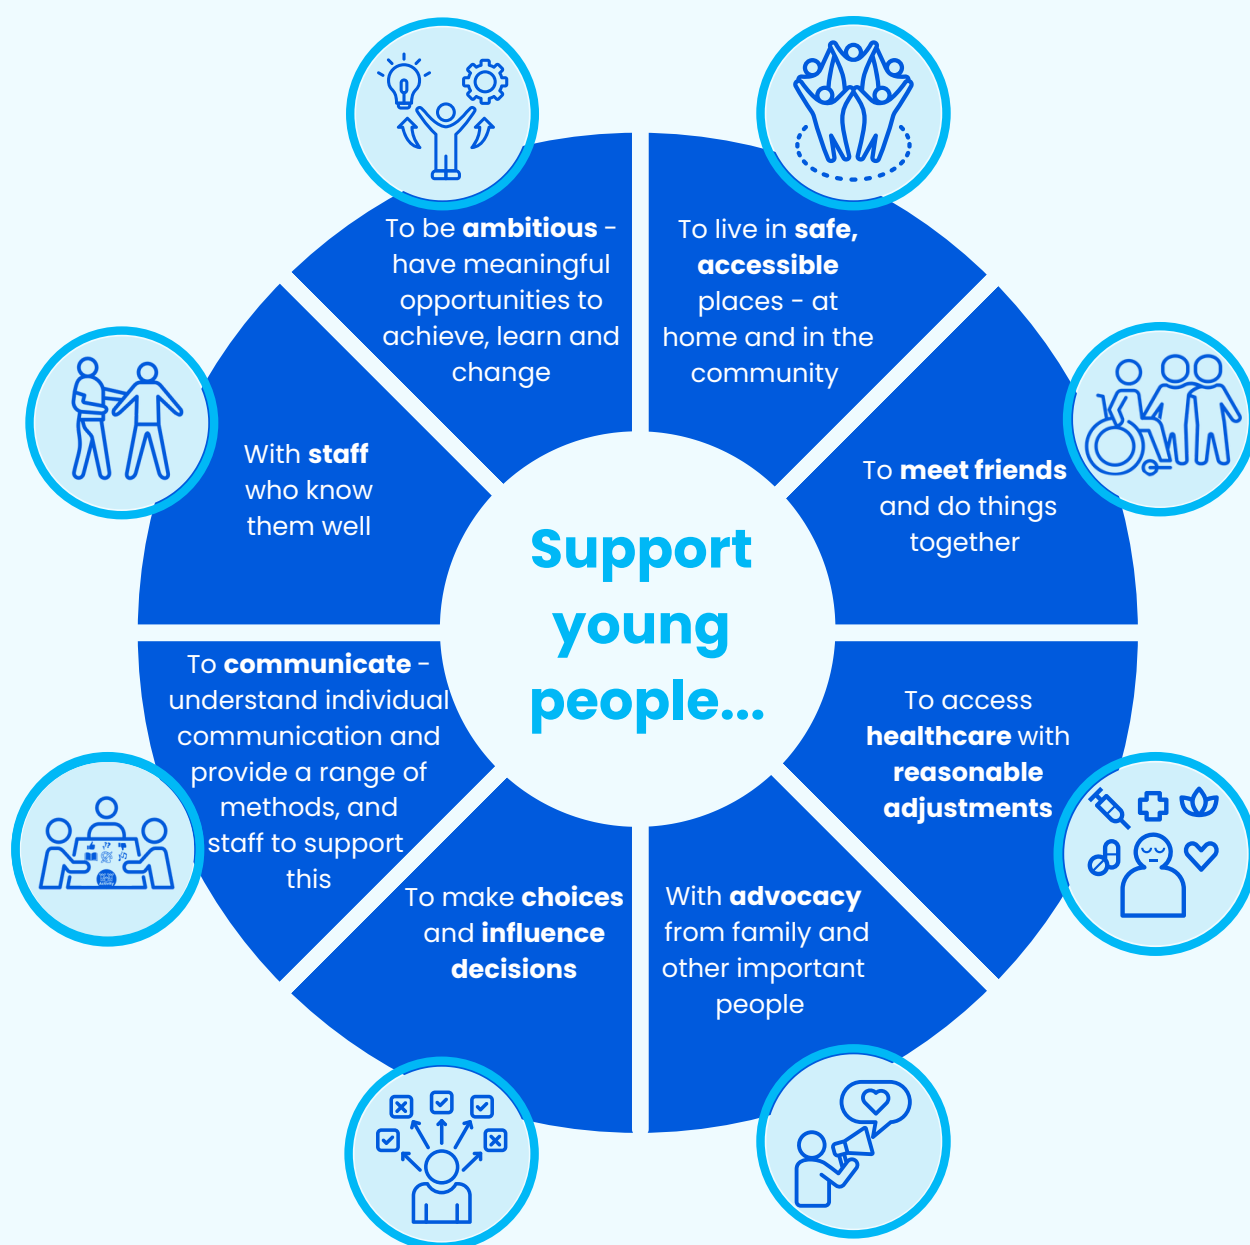 Support
young
people...
To live in safe,
accessible
places - at
home and in the
community
To meet friends
and do things
together
To access
healthcare with
reasonable
adjustments
With advocacy
from family and
other important
people
To make choices
and influence
decisions
To communicate -
understand individual
communication and
provide a range of
methods, and
staff to support
this
With staff
who know
them well
To be ambitious -
have meaningful
opportunities to
achieve, learn and
change